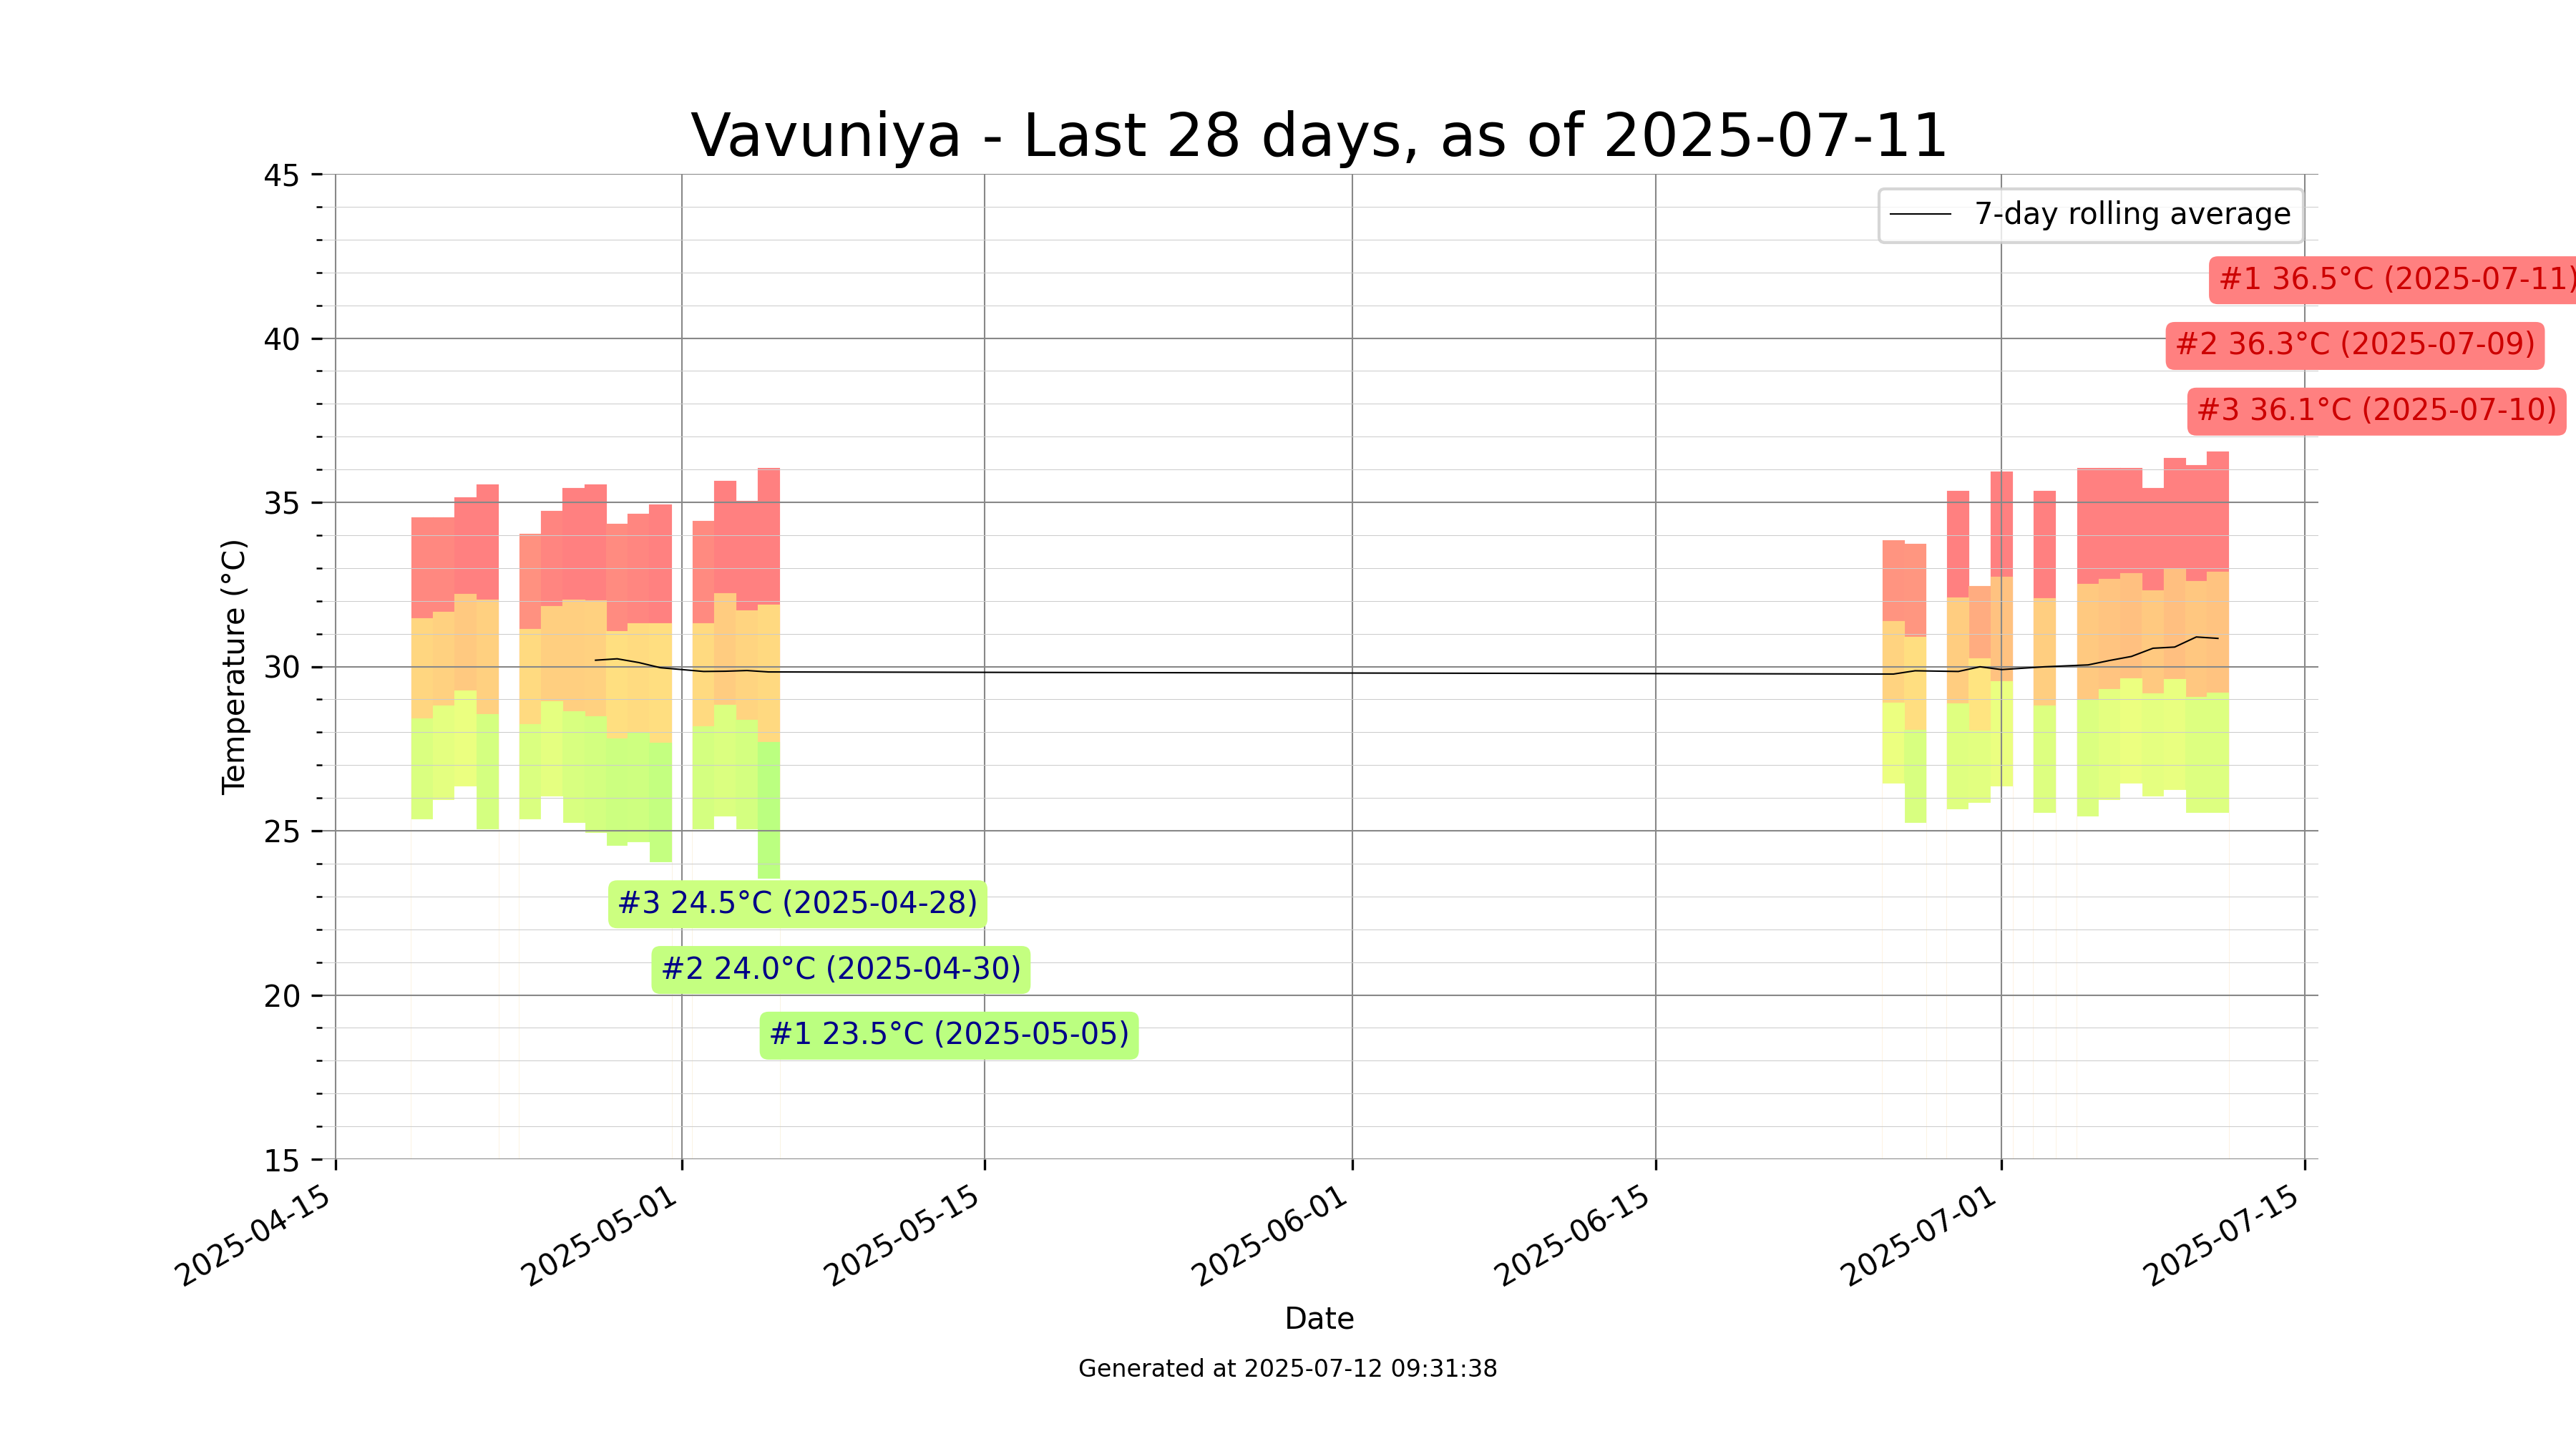 Vavuniya - Last 28 days, as of 2025-07-11
45
40
35
30
25
20
15
Temperature (°C)
7-day rolling average
#1 36.5°C (2025-07-11)
#2 36.3°C (2025-07-09)
#3 36.1°C (2025-07-10)
#3 24.5°C (2025-04-28)
#2 24.0°C (2025-04-30)
#1 23.5°C (2025-05-05)
2025-04-15
2025-05-01
2025-05-15
2025-06-01
2025-06-15
2025-07-01
2025-07-15
Date
Generated at 2025-07-12 09:31:38